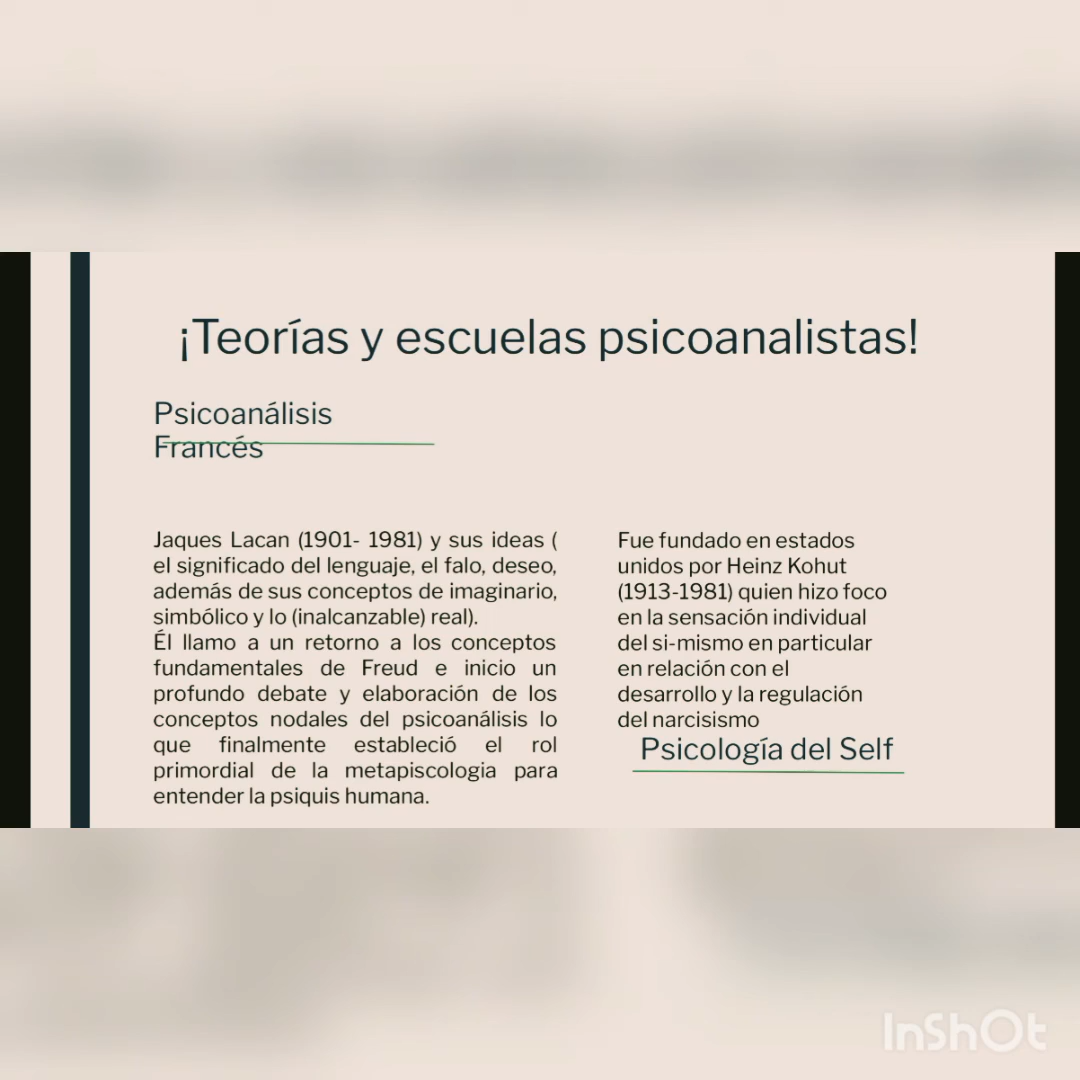 ¡Teorías y escuelas psicoanalistas!
Psicoanálisis
Francés
Jaques Lacan (1901- 1981) y sus ideas (
el significado del lenguaje, el falo, deseo,
además de sus conceptos de imaginario,
simbólico y lo (inalcanzable) real).
Él llamo a un retorno a los conceptos
fundamentales de Freud e inicio un
profundo debate y elaboración de los
conceptos nodales del psicoanálisis lo
que finalmente estableció el rol
primordial de la metapiscologia para
entender la psiquis humana.
Fue fundado en estados
unidos por Heinz Kohut
(1913-1981) quien hizo foco
en la sensación individual
del si-mismo en particular
en relación con el
desarrollo y la regulación
del narcisismo
Psicología del Self
InShOt